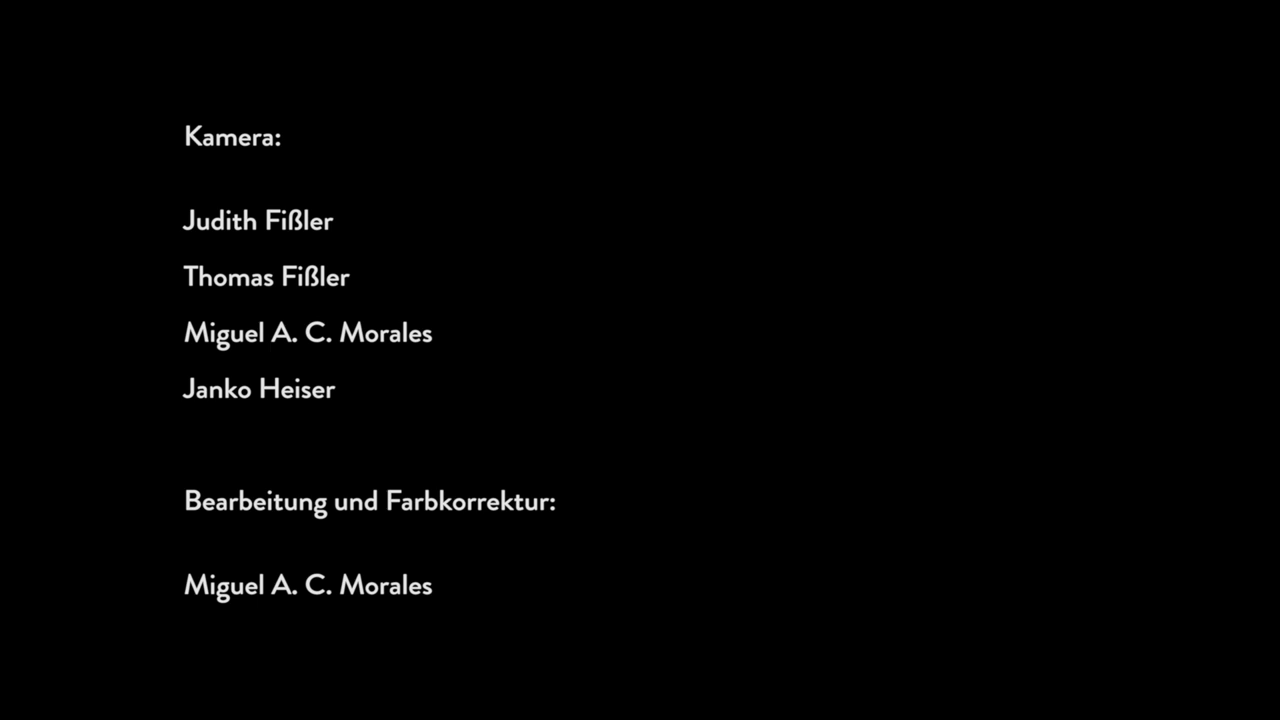 Kamera:
Judith Fißler
Thomas Fißler
Miguel A. C. Morales
Janko Heiser
Bearbeitung und Farbkorrektur:
Miguel A. C. Morales